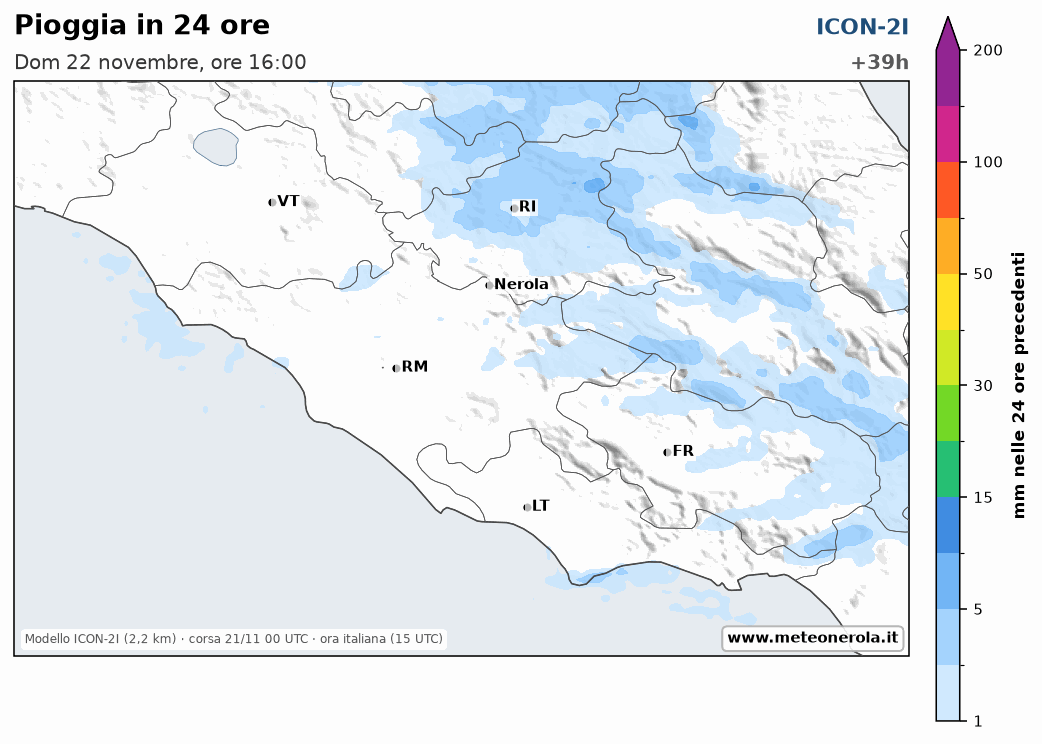 Pioggia in 24 ore
ICON-2I
Dom 22 novembre, ore 16:00
+39h
VT
RI
Nerola
RM
FR
LT
Modello ICON-2I (2,2 km) · corsa 21/11 00 UTC · ora italiana (15 UTC)
www.meteonerola.it
200
100
50
30
15
5
1
mm nelle 24 ore precedenti